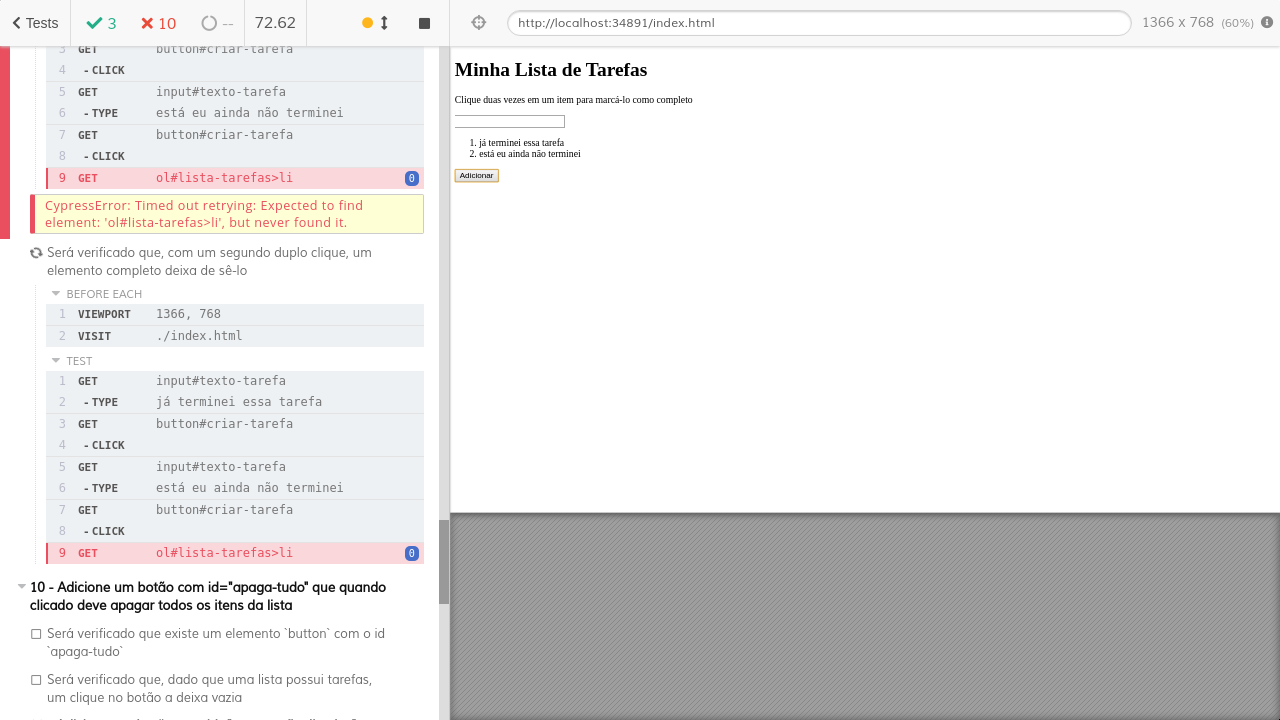 Tests
3
10
--
72.62
http://localhost:34891/index.html
1366 x 768 (60%)
3 GET button#criar-tarefa
4 - CLICK
5 GET input#texto-tarefa
6 - TYPE está eu ainda não terminei
7 GET button#criar-tarefa
8 - CLICK
9 GET ol#lista-tarefas>li 0
CypressError: Timed out retrying: Expected to find
element: 'ol#lista-tarefas>li', but never found it.
Será verificado que, com um segundo duplo clique, um
elemento completo deixa de sê-lo
BEFORE EACH
1 VIEWPORT 1366, 768
2 VISIT ./index.html
TEST
1 GET input#texto-tarefa
2 - TYPE já terminei essa tarefa
3 GET button#criar-tarefa
4 - CLICK
5 GET input#texto-tarefa
6 - TYPE está eu ainda não terminei
7 GET button#criar-tarefa
8 - CLICK
9 GET ol#lista-tarefas>li 0
10 - Adicione um botão com id="apaga-tudo" que quando
clicado deve apagar todos os itens da lista
Será verificado que existe um elemento `button` com o id
`apaga-tudo`
Será verificado que, dado que uma lista possui tarefas,
um clique no botão a deixa vazia
Minha Lista de Tarefas
Clique duas vezes em um item para marcá-lo como completo
1. já terminei essa tarefa
2. está eu ainda não terminei
Adicionar